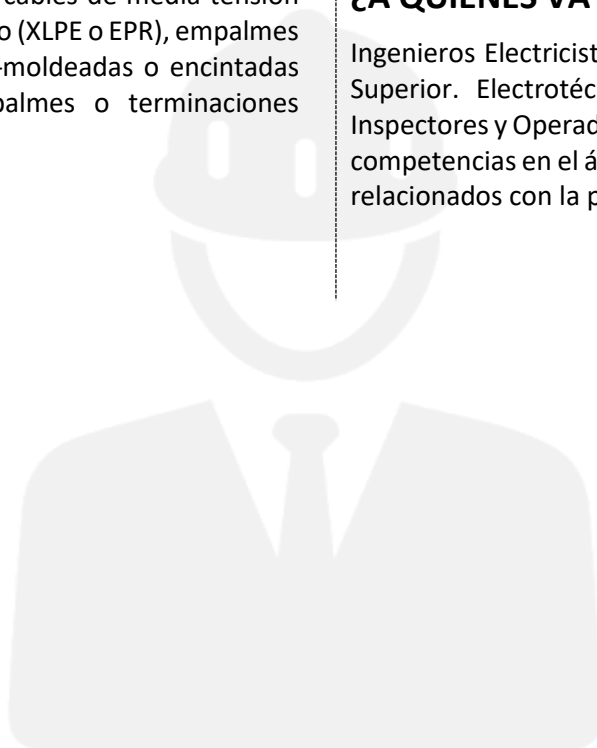 cables de media tensión
o (XLPE o EPR), empalmes
-moldeadas o encintadas
palmes o terminaciones
¿A QUIENES VA
Ingenieros Electricist
Superior. Electrotéc
Inspectores y Operad
competencias en el á
relacionados con la p